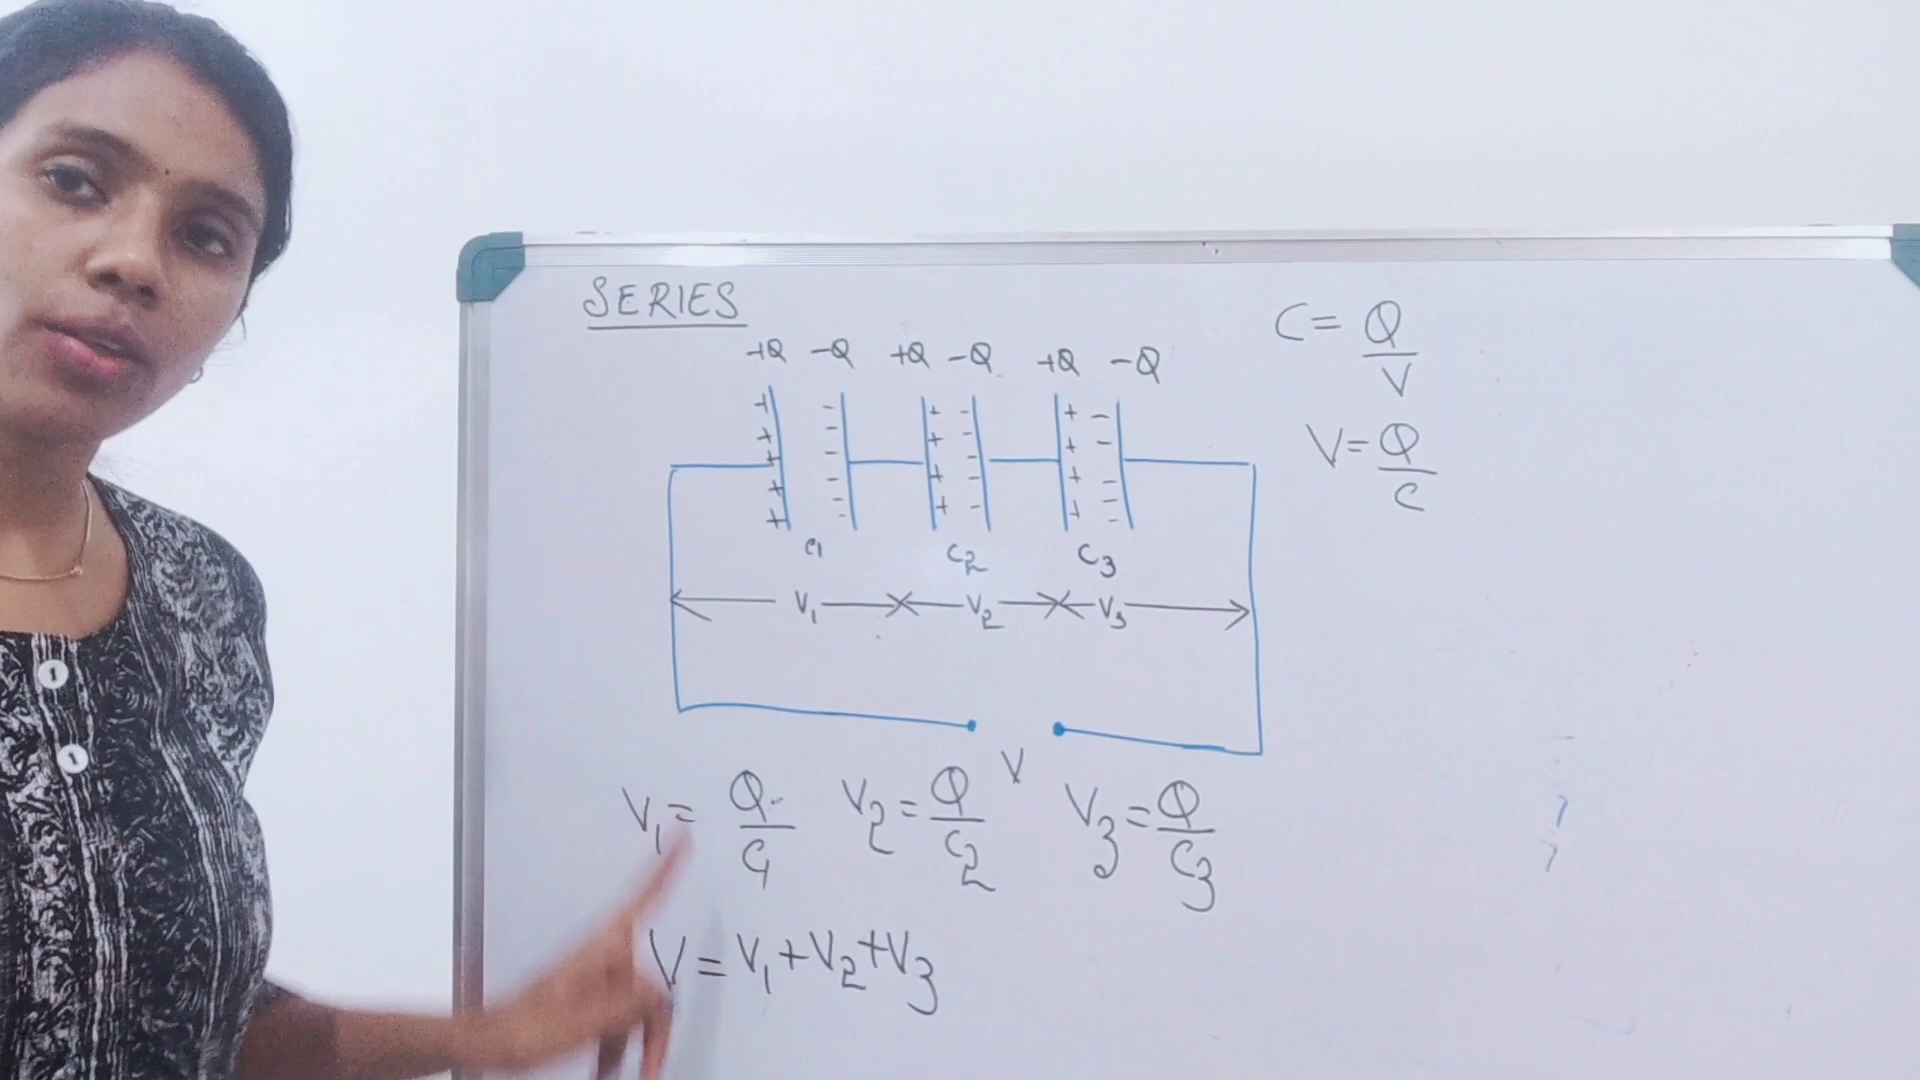 SERIES
+Q -Q +Q -Q +Q -Q
C = Q/V
V = Q/C
C1 C2 C3
V1 V2 V3
V
V1 = Q/C1 V2 = Q/C2 V3 = Q/C3
V = V1 + V2 + V3